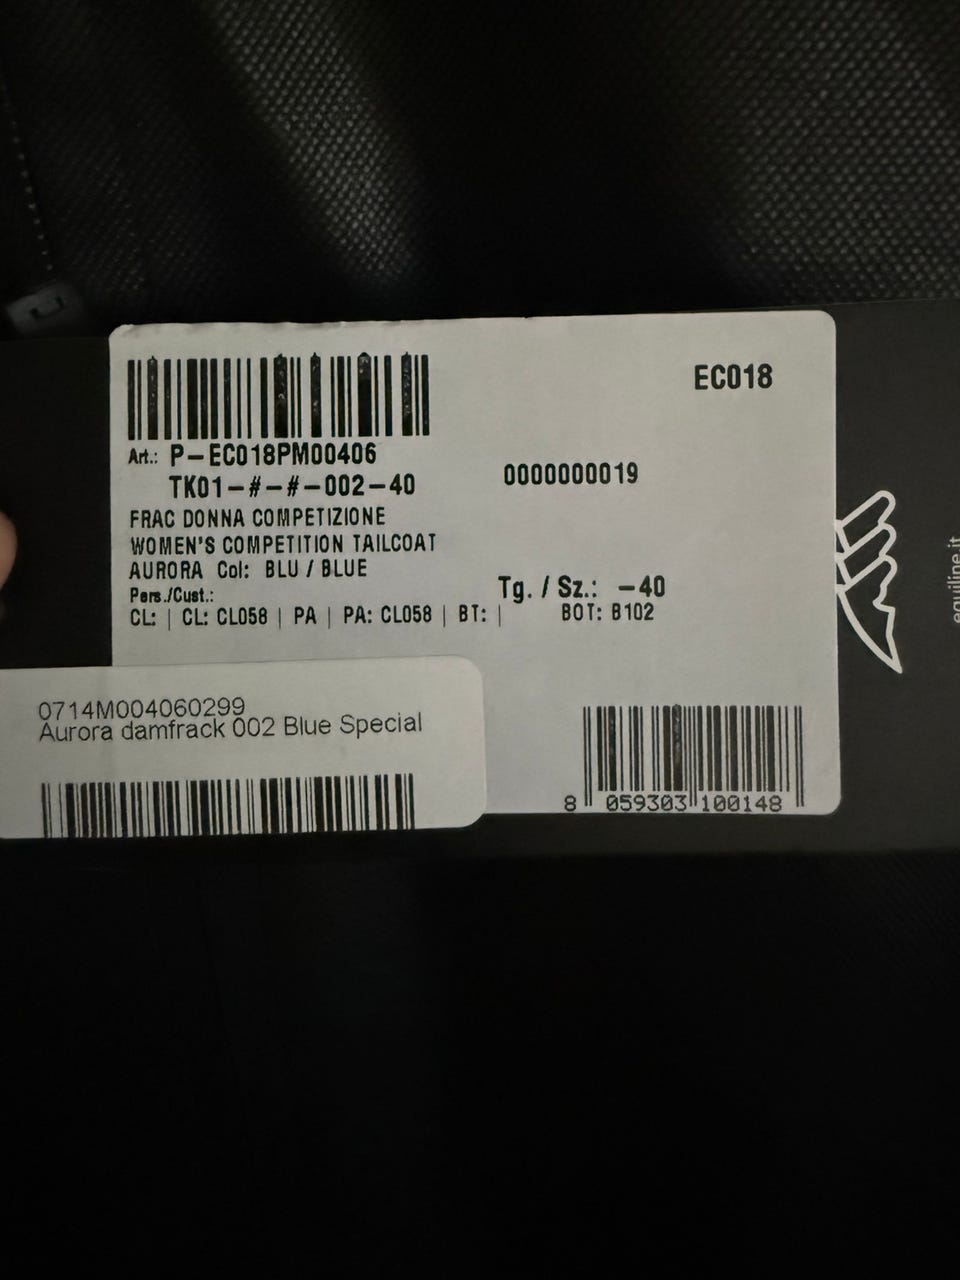 EC018
Art.: P-EC018PM00406
TK01-#-#-002-40
0000000019
FRAC DONNA COMPETIZIONE
WOMEN'S COMPETITION TAILCOAT
AURORA Col: BLU / BLUE
Tg. / Sz.: -40
Pers./Cust.:
CL: | CL: CL058 | PA | PA: CL058 | BT: | BOT: B102
0714M004060299
Aurora damfrack 002 Blue Special
8 059303 100148
equiline.it